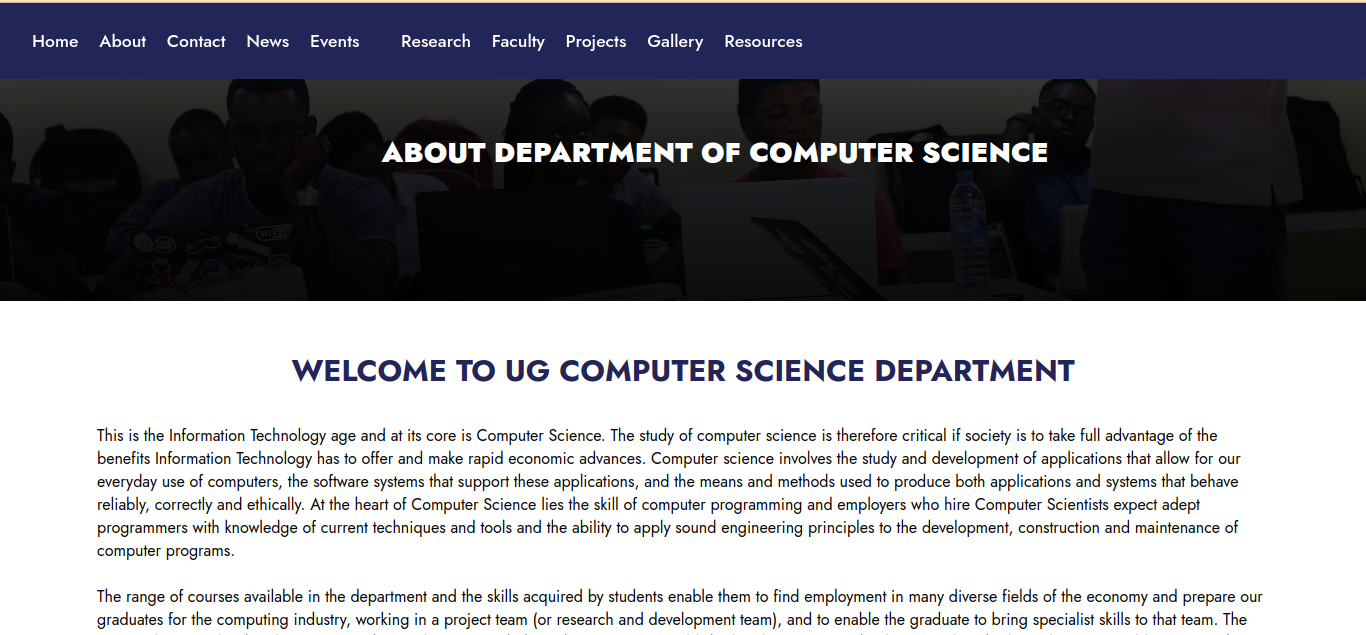 Home About Contact News Events Research Faculty Projects Gallery Resources
ABOUT DEPARTMENT OF COMPUTER SCIENCE
WELCOME TO UG COMPUTER SCIENCE DEPARTMENT
This is the Information Technology age and at its core is Computer Science. The study of computer science is therefore critical if society is to take full advantage of the
benefits Information Technology has to offer and make rapid economic advances. Computer science involves the study and development of applications that allow for our
everyday use of computers, the software systems that support these applications, and the means and methods used to produce both applications and systems that behave
reliably, correctly and ethically. At the heart of Computer Science lies the skill of computer programming and employers who hire Computer Scientists expect adept
programmers with knowledge of current techniques and tools and the ability to apply sound engineering principles to the development, construction and maintenance of
computer programs.
The range of courses available in the department and the skills acquired by students enable them to find employment in many diverse fields of the economy and prepare our
graduates for the computing industry, working in a project team (or research and development team), and to enable the graduate to bring specialist skills to that team. The